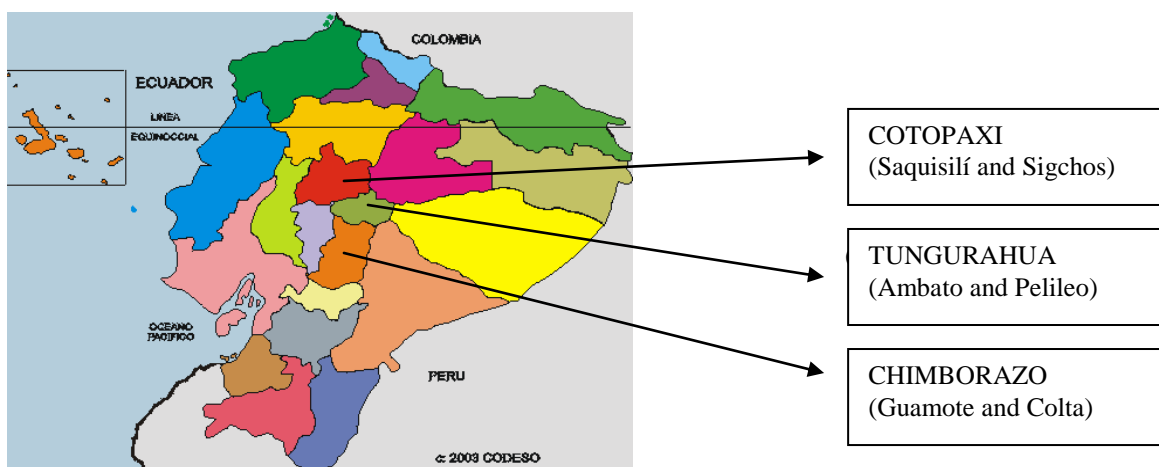 COLOMBIA
ECUADOR
LINEA
EQUINOCCIAL
OCEANO
PACIFICO
PERU
© 2003 CODESO
COTOPAXI
(Saquisilí and Sigchos)
TUNGURAHUA
(Ambato and Pelileo)
CHIMBORAZO
(Guamote and Colta)